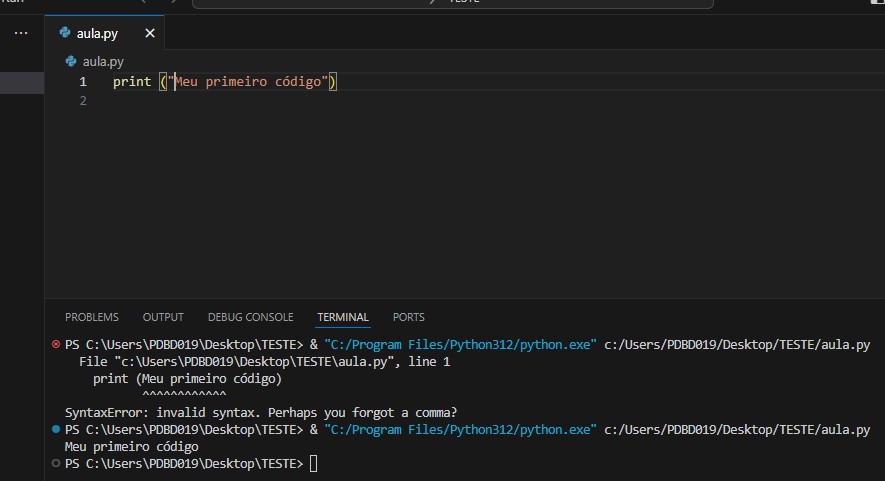 TESTE
...
aula.py ×
aula.py
1 print ("Meu primeiro código")
2
PROBLEMS OUTPUT DEBUG CONSOLE TERMINAL PORTS
PS C:\Users\PDBD019\Desktop\TESTE> & "C:/Program Files/Python312/python.exe" c:/Users/PDBD019/Desktop/TESTE/aula.py
File "c:\Users\PDBD019\Desktop\TESTE\aula.py", line 1
print (Meu primeiro código)
^^^^^^^^^^^^
SyntaxError: invalid syntax. Perhaps you forgot a comma?
PS C:\Users\PDBD019\Desktop\TESTE> & "C:/Program Files/Python312/python.exe" c:/Users/PDBD019/Desktop/TESTE/aula.py
Meu primeiro código
PS C:\Users\PDBD019\Desktop\TESTE>